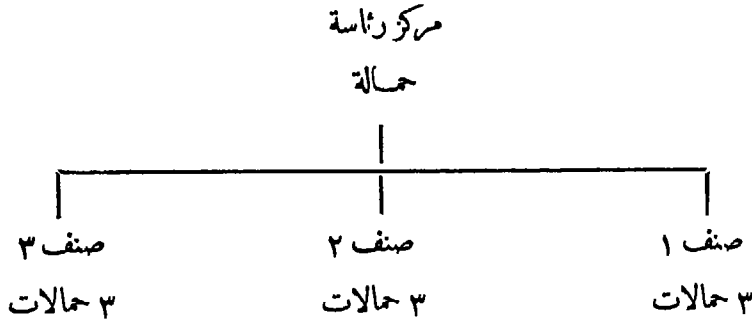 مركز رئاسة
حمالة
صنف ١
٣ حمالات
صنف ٢
٣ حمالات
صنف ٣
٣ حمالات